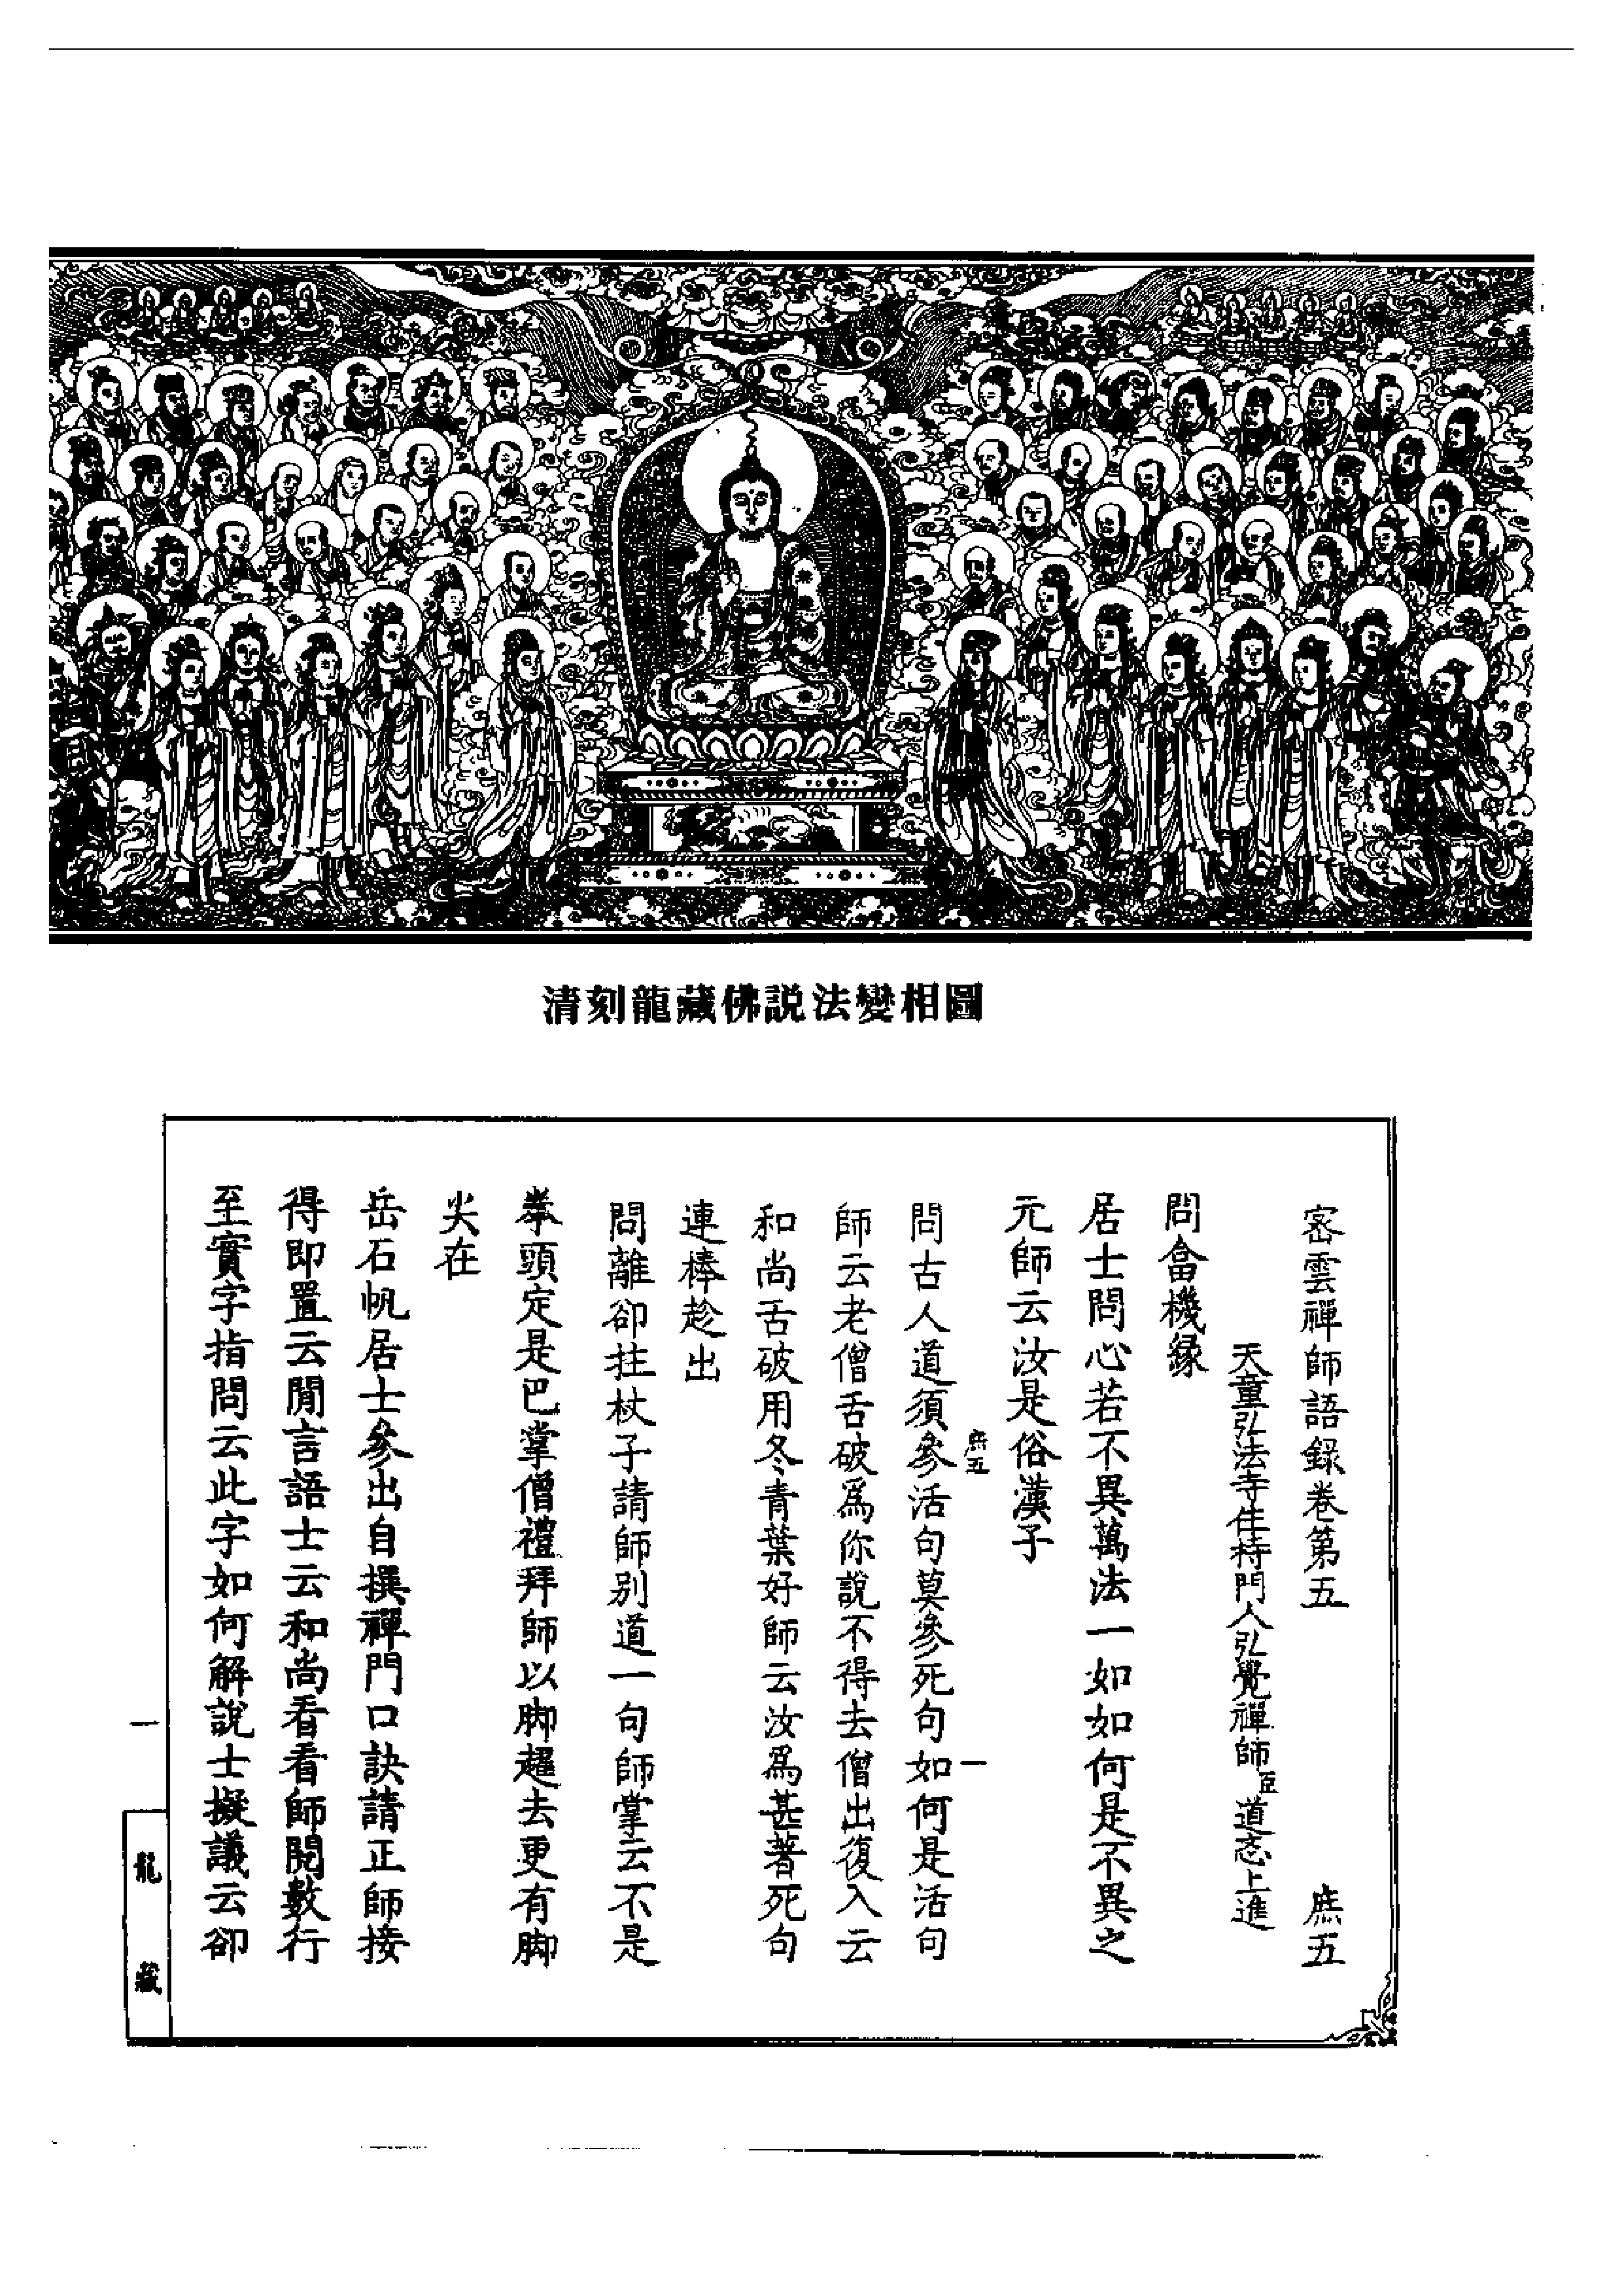 清刻龍藏佛說法變相圖
密雲禪師語錄卷第五 庶五
天童弘法寺住持門人弘覺禪師臣道忞上進
問畣機緣
居士問心若不異萬法一如如何是不異之
元師云汝是俗漢子
庶五 一
問古人道須參活句莫參死句如何是活句
師云老僧舌破為你說不得去僧出復入云
和尚舌破用冬青葉好師云汝為甚著死句
連棒趁出
問離卻拄杖子請師別道一句師掌云不是
拳頭定是巴掌僧禮拜師以脚趯去更有脚
尖在
岳石帆居士參出自撰禪門口訣請正師接
得即置云閒言語士云和尚看看師閱數行
至實字指問云此字如何解說士擬議云卻
一
龍藏